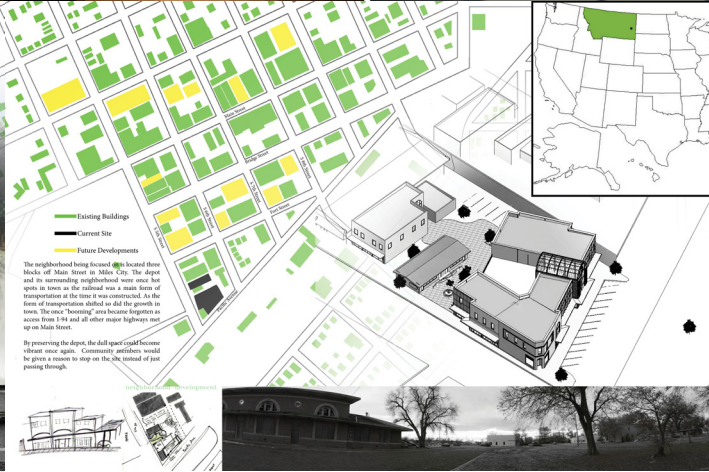 Main Street
Bridge Street
Fort Street
Pacific Street
Existing Buildings
Current Site
Future Developments
The neighborhood being focused on is located three
blocks off Main Street in Miles City. The depot
and its surrounding neighborhood were once hot
spots in town as the railroad was a main form of
transportation at the time it was constructed. As the
form of transportation shifted so did the growth in
town. The once "booming" area became forgotten as
access from I-94 and all other major highways met
up on Main Street.
By preserving the depot, the dull space could become
vibrant once again. Community members would
be given a reason to stop on the site instead of just
passing through.
neighborhood development